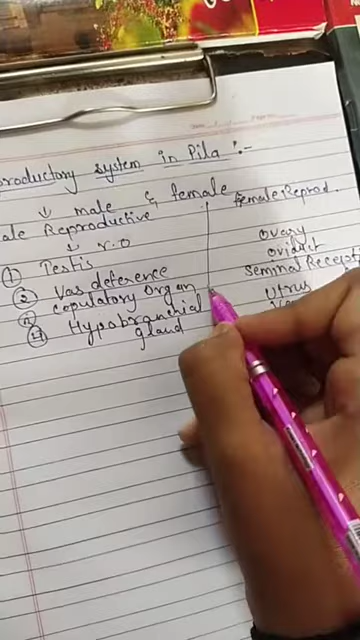 productory system in Pila :-
↓ male & female
ale Reproductive
↓ r.o
① Testis
② Vas deference
③ copulatory organ
④ Hypobranchial gland
female Reprod.
ovary
oviduct
Seminal Recept
Utrus